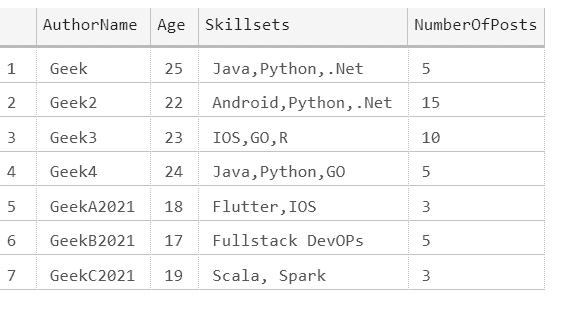 AuthorName Age Skillsets NumberOfPosts
1 Geek 25 Java,Python,.Net 5
2 Geek2 22 Android,Python,.Net 15
3 Geek3 23 IOS,GO,R 10
4 Geek4 24 Java,Python,GO 5
5 GeekA2021 18 Flutter,IOS 3
6 GeekB2021 17 Fullstack DevOPs 5
7 GeekC2021 19 Scala, Spark 3